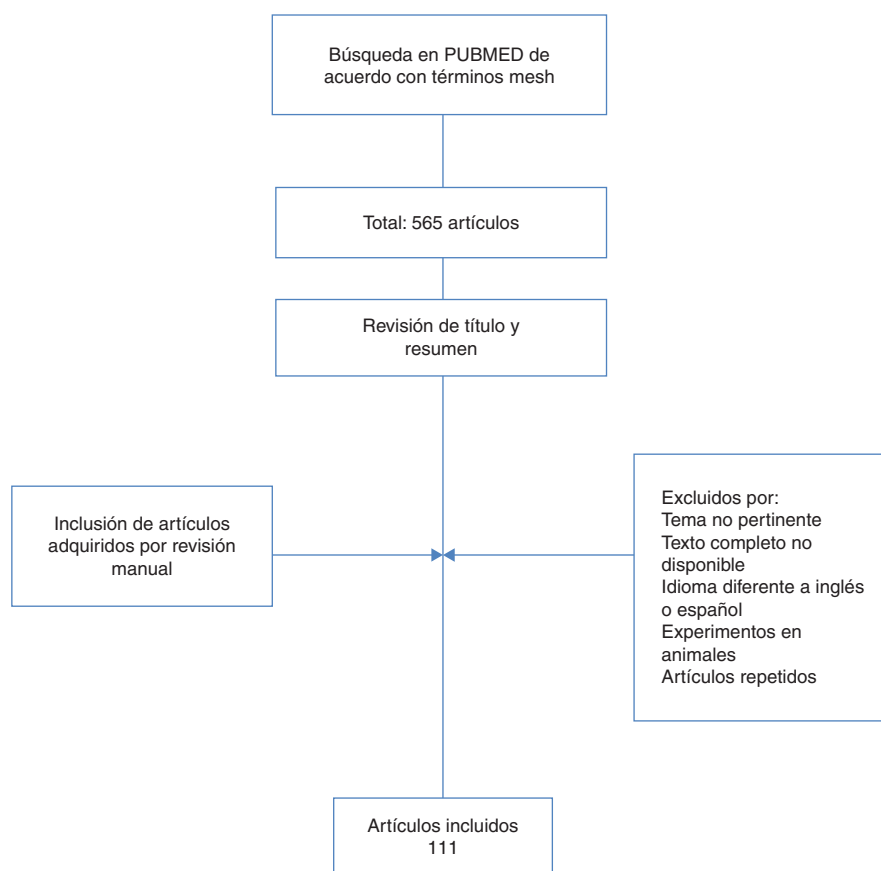 Búsqueda en PUBMED de
acuerdo con términos mesh
Total: 565 artículos
Revisión de título y
resumen
Inclusión de artículos
adquiridos por revisión
manual
Excluidos por:
Tema no pertinente
Texto completo no
disponible
Idioma diferente a inglés
o español
Experimentos en
animales
Artículos repetidos
Artículos incluidos
111